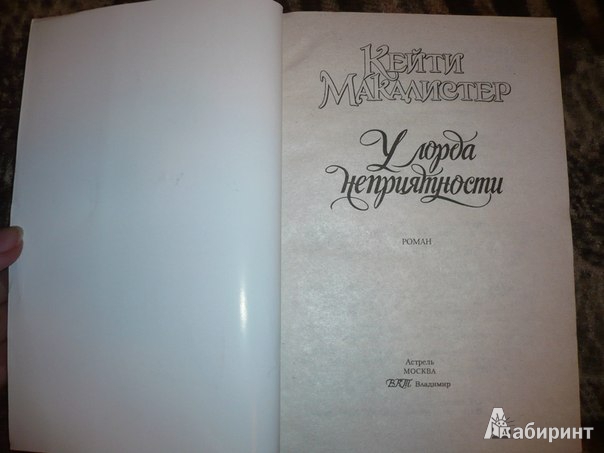 Кейти
Макалистер
У лорда
неприятности
РОМАН
Астрель
МОСКВА
ВКТ Владимир
Лабиринт